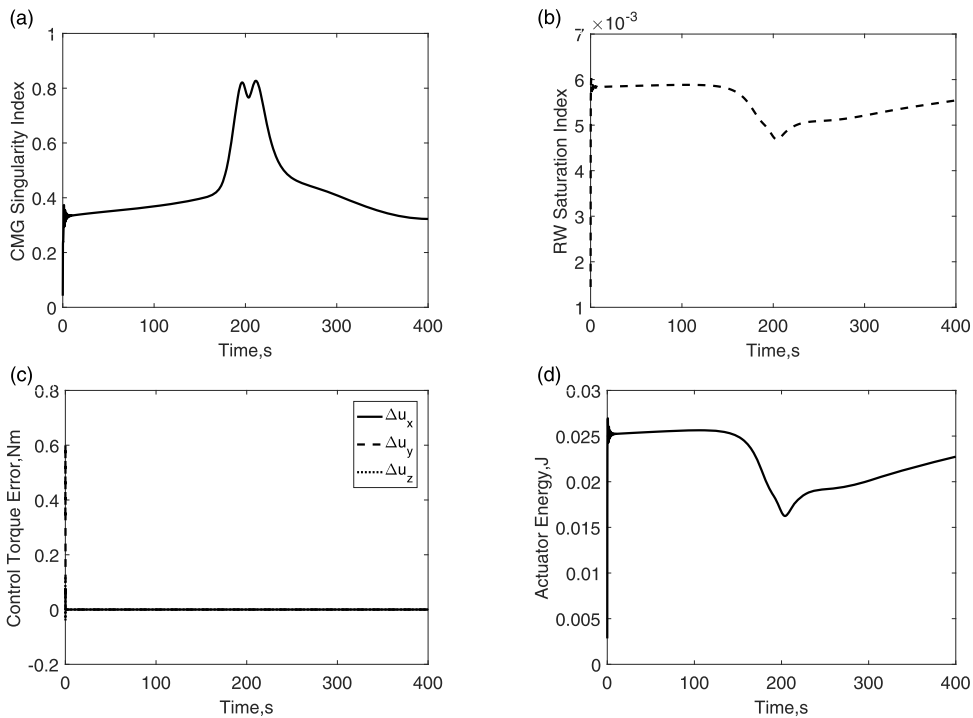 (a)
1
0.8
0.6
0.4
0.2
0
CMG Singularity Index
0 100 200 300 400
Time,s
(b)
×10⁻³
7
6
5
4
3
2
1
RW Saturation Index
0 100 200 300 400
Time,s
(c)
0.8
0.6
0.4
0.2
0
-0.2
Control Torque Error,Nm
Δuₓ
Δu_y
Δu_z
0 100 200 300 400
Time,s
(d)
0.03
0.025
0.02
0.015
0.01
0.005
0
Actuator Energy,J
0 100 200 300 400
Time,s